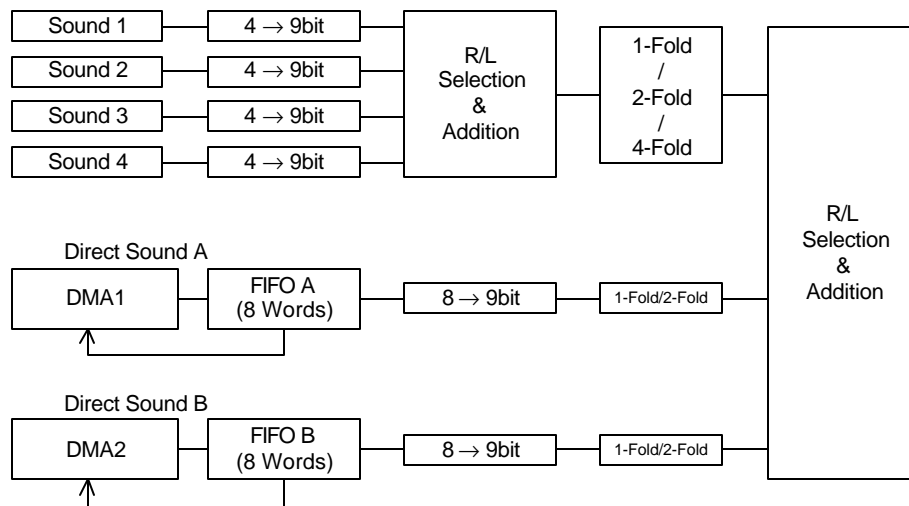 Sound 1
4 → 9bit
Sound 2
4 → 9bit
Sound 3
4 → 9bit
Sound 4
4 → 9bit
R/L
Selection
&
Addition
1-Fold
/
2-Fold
/
4-Fold
R/L
Selection
&
Addition
Direct Sound A
DMA1
FIFO A
(8 Words)
8 → 9bit
1-Fold/2-Fold
Direct Sound B
DMA2
FIFO B
(8 Words)
8 → 9bit
1-Fold/2-Fold